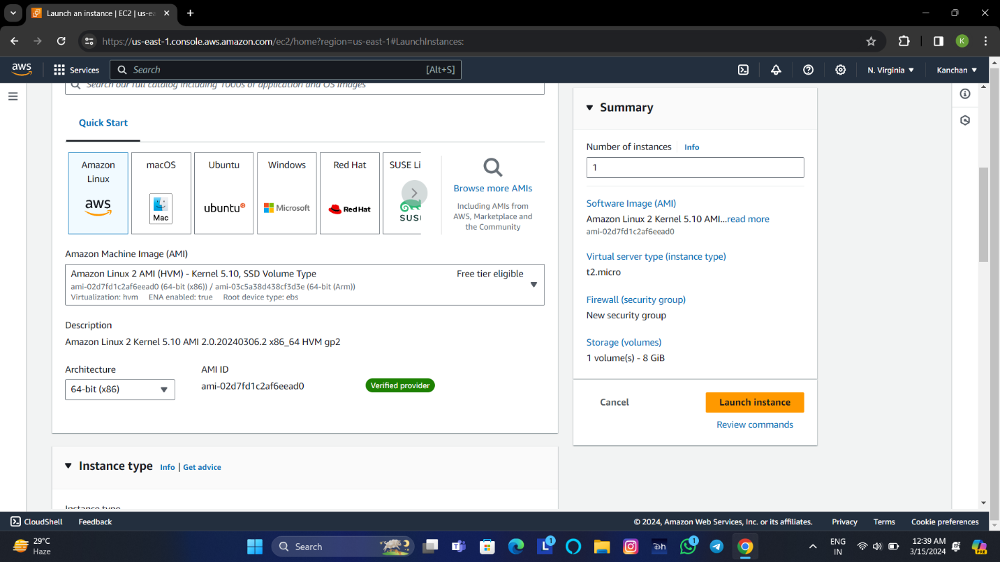 Launch an instance | EC2 | us-ea
https://us-east-1.console.aws.amazon.com/ec2/home?region=us-east-1#LaunchInstances:
K
aws
Services
Search
[Alt+S]
N. Virginia
Kanchan
Search our full catalog including 1000s of application and OS images
Quick Start
Amazon
Linux
aws
macOS
Mac
Ubuntu
ubuntu
Windows
Microsoft
Red Hat
Red Hat
SUSE Li
SUS
Browse more AMIs
Including AMIs from
AWS, Marketplace and
the Community
Amazon Machine Image (AMI)
Amazon Linux 2 AMI (HVM) - Kernel 5.10, SSD Volume Type
Free tier eligible
ami-02d7fd1c2af6eead0 (64-bit (x86)) / ami-03c5a38d438cf3d3e (64-bit (Arm))
Virtualization: hvm ENA enabled: true Root device type: ebs
Description
Amazon Linux 2 Kernel 5.10 AMI 2.0.20240306.2 x86_64 HVM gp2
Architecture
AMI ID
64-bit (x86)
ami-02d7fd1c2af6eead0
Verified provider
Instance type
Info | Get advice
Instance type
Summary
Number of instances
Info
1
Software Image (AMI)
Amazon Linux 2 Kernel 5.10 AMI...read more
ami-02d7fd1c2af6eead0
Virtual server type (instance type)
t2.micro
Firewall (security group)
New security group
Storage (volumes)
1 volume(s) - 8 GiB
Cancel
Launch instance
Review commands
CloudShell
Feedback
© 2024, Amazon Web Services, Inc. or its affiliates.
Privacy
Terms
Cookie preferences
29°C
Haze
Search
L
1
Dh
1
ENG
IN
12:39 AM
3/15/2024
PRE